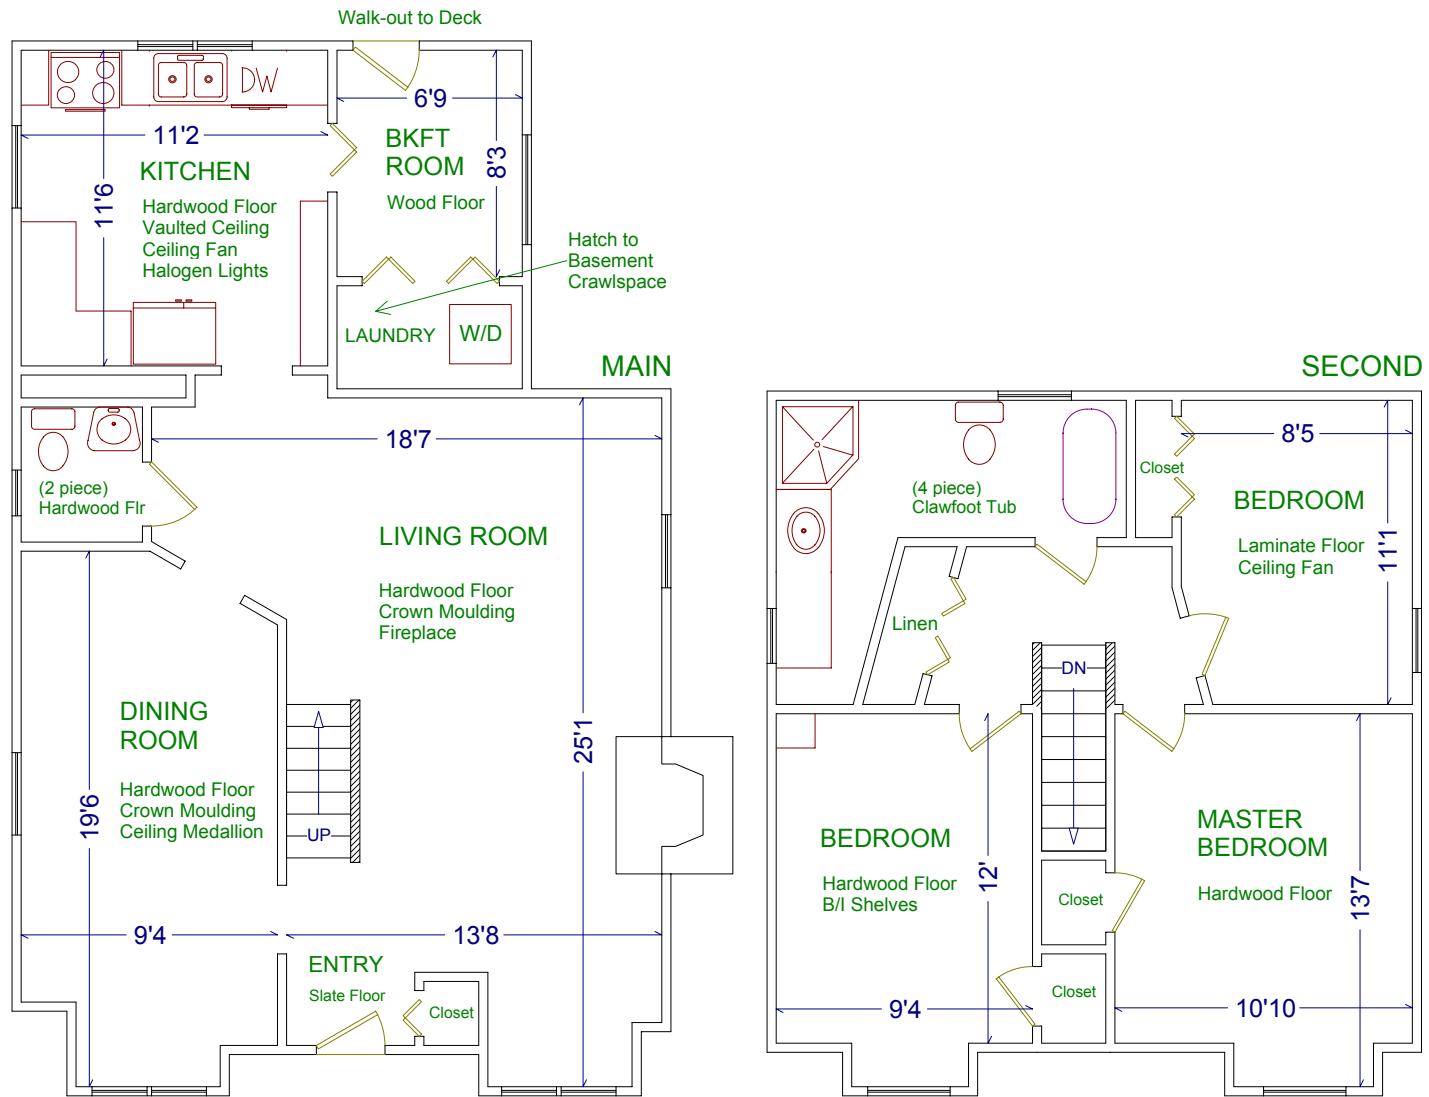 Walk-out to Deck
DW
6'9
11'2
BKFT
ROOM
8'3
KITCHEN
11'6
Wood Floor
Hardwood Floor
Vaulted Ceiling
Ceiling Fan
Halogen Lights
Hatch to
Basement
Crawlspace
LAUNDRY
W/D
MAIN
18'7
(2 piece)
Hardwood Flr
LIVING ROOM
Hardwood Floor
Crown Moulding
Fireplace
DINING
ROOM
Hardwood Floor
Crown Moulding
Ceiling Medallion
19'6
UP
25'1
9'4
13'8
ENTRY
Slate Floor
Closet
SECOND
8'5
Closet
(4 piece)
Clawfoot Tub
BEDROOM
Laminate Floor
Ceiling Fan
11'1
Linen
DN
BEDROOM
Hardwood Floor
B/I Shelves
12'
MASTER
BEDROOM
Hardwood Floor
13'7
Closet
Closet
9'4
10'10